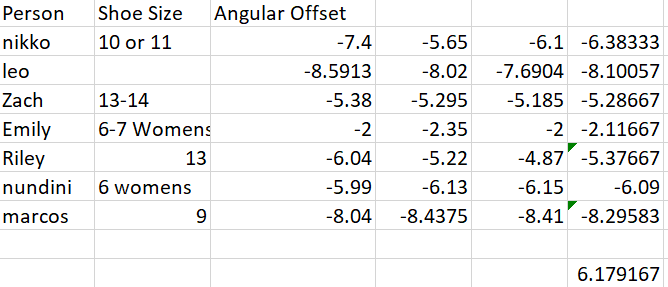 Person Shoe Size Angular Offset
nikko 10 or 11 -7.4 -5.65 -6.1 -6.38333
leo -8.5913 -8.02 -7.6904 -8.10057
Zach 13-14 -5.38 -5.295 -5.185 -5.28667
Emily 6-7 Womens -2 -2.35 -2 -2.11667
Riley 13 -6.04 -5.22 -4.87 -5.37667
nundini 6 womens -5.99 -6.13 -6.15 -6.09
marcos 9 -8.04 -8.4375 -8.41 -8.29583
6.179167